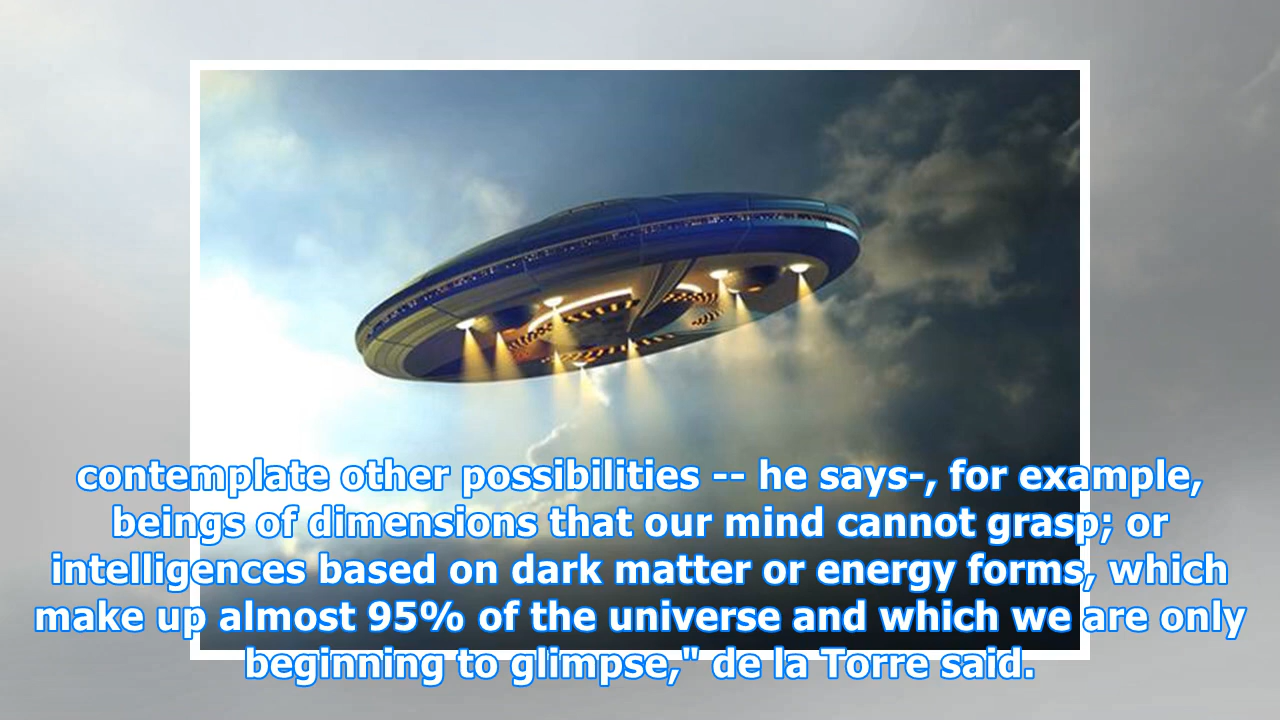 contemplate other possibilities -- he says-, for example,
beings of dimensions that our mind cannot grasp; or
intelligences based on dark matter or energy forms, which
make up almost 95% of the universe and which we are only
beginning to glimpse," de la Torre said.